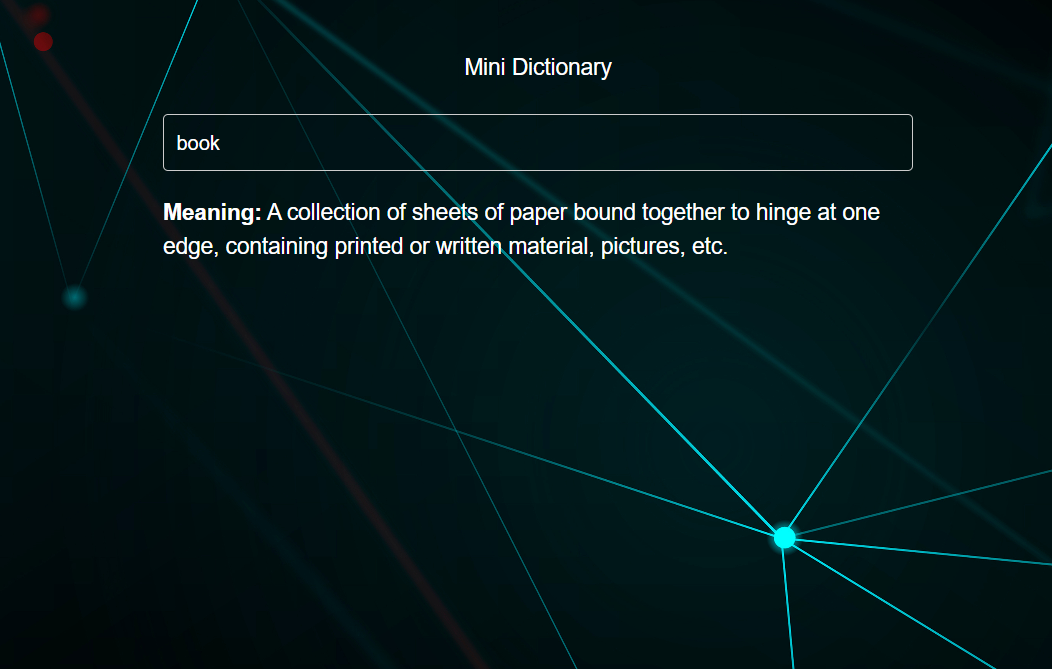 Mini Dictionary
book
Meaning: A collection of sheets of paper bound together to hinge at one
edge, containing printed or written material, pictures, etc.